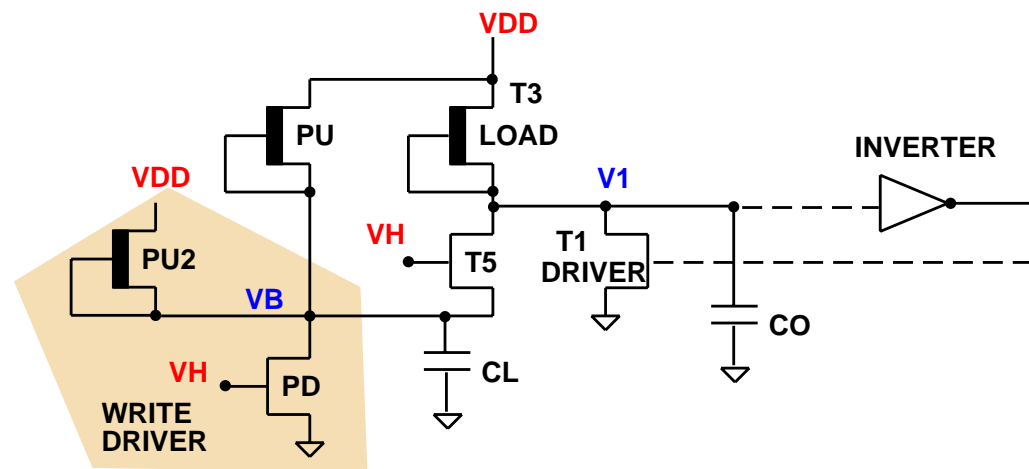 VDD
T3
PU
LOAD
INVERTER
VDD
V1
VH
T1
PU2
T5
DRIVER
VB
CO
VH
PD
CL
WRITE
DRIVER